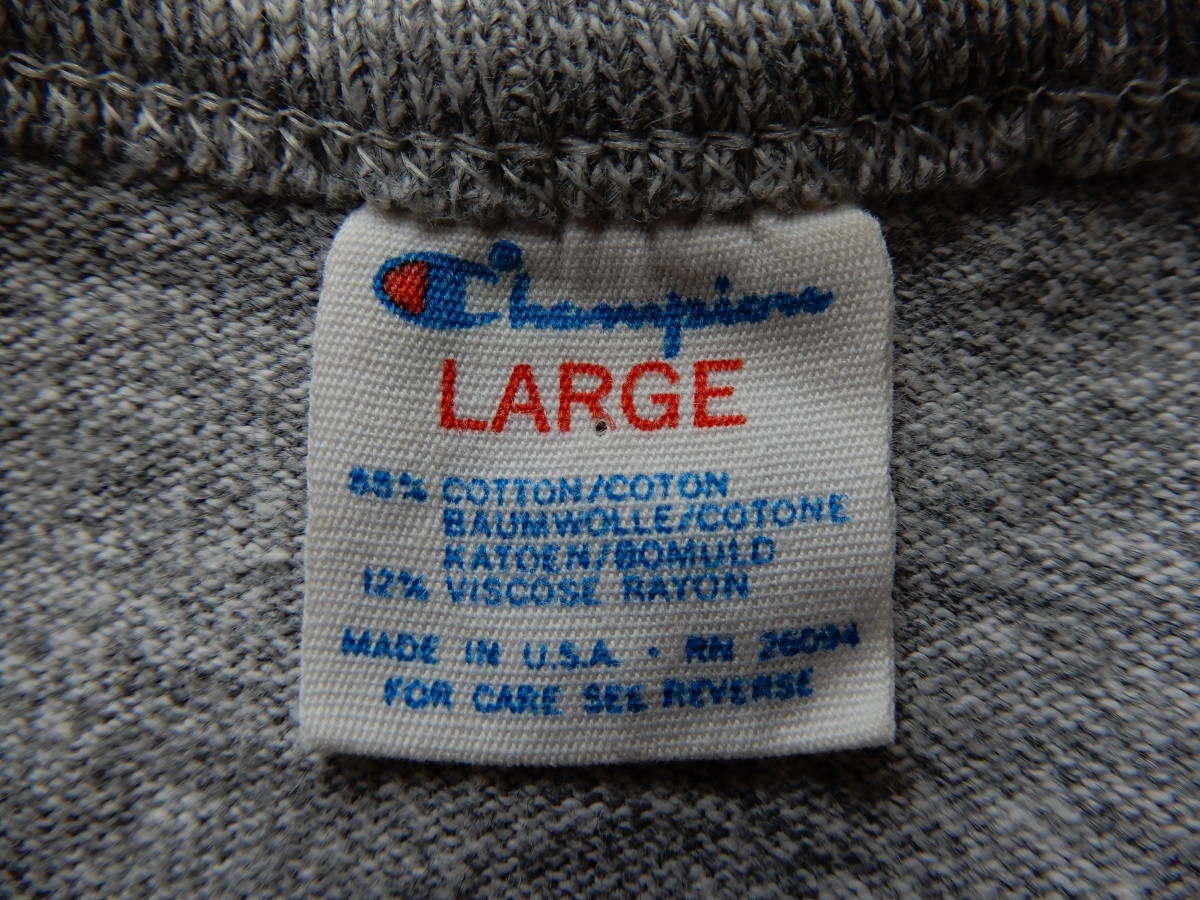 Champion
LARGE
88% COTTON/COTON
BAUMWOLLE/COTONE
KATOEN/BOMULD
12% VISCOSE RAYON
MADE IN U.S.A. · RN 26094
FOR CARE SEE REVERSE